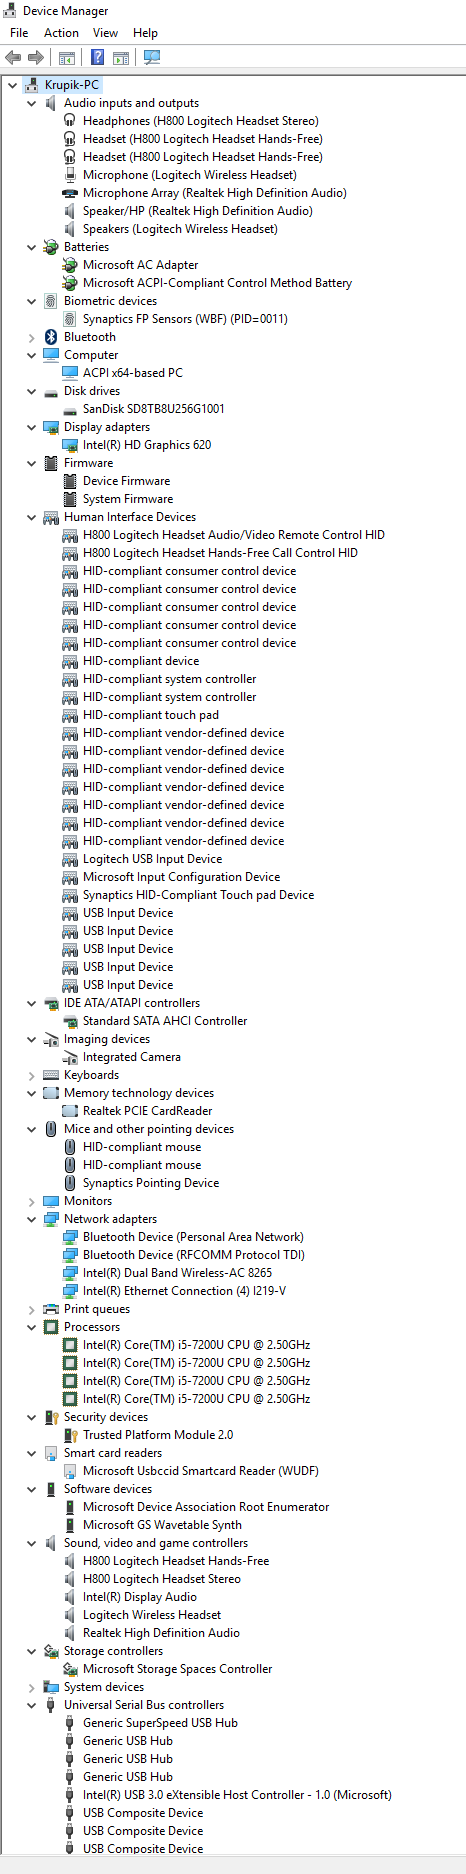 Device Manager
File Action View Help
Krupik-PC
Audio inputs and outputs
Headphones (H800 Logitech Headset Stereo)
Headset (H800 Logitech Headset Hands-Free)
Headset (H800 Logitech Headset Hands-Free)
Microphone (Logitech Wireless Headset)
Microphone Array (Realtek High Definition Audio)
Speaker/HP (Realtek High Definition Audio)
Speakers (Logitech Wireless Headset)
Batteries
Microsoft AC Adapter
Microsoft ACPI-Compliant Control Method Battery
Biometric devices
Synaptics FP Sensors (WBF) (PID=0011)
Bluetooth
Computer
ACPI x64-based PC
Disk drives
SanDisk SD8TB8U256G1001
Display adapters
Intel(R) HD Graphics 620
Firmware
Device Firmware
System Firmware
Human Interface Devices
H800 Logitech Headset Audio/Video Remote Control HID
H800 Logitech Headset Hands-Free Call Control HID
HID-compliant consumer control device
HID-compliant consumer control device
HID-compliant consumer control device
HID-compliant consumer control device
HID-compliant consumer control device
HID-compliant device
HID-compliant system controller
HID-compliant system controller
HID-compliant touch pad
HID-compliant vendor-defined device
HID-compliant vendor-defined device
HID-compliant vendor-defined device
HID-compliant vendor-defined device
HID-compliant vendor-defined device
HID-compliant vendor-defined device
HID-compliant vendor-defined device
Logitech USB Input Device
Microsoft Input Configuration Device
Synaptics HID-Compliant Touch pad Device
USB Input Device
USB Input Device
USB Input Device
USB Input Device
USB Input Device
IDE ATA/ATAPI controllers
Standard SATA AHCI Controller
Imaging devices
Integrated Camera
Keyboards
Memory technology devices
Realtek PCIE CardReader
Mice and other pointing devices
HID-compliant mouse
HID-compliant mouse
Synaptics Pointing Device
Monitors
Network adapters
Bluetooth Device (Personal Area Network)
Bluetooth Device (RFCOMM Protocol TDI)
Intel(R) Dual Band Wireless-AC 8265
Intel(R) Ethernet Connection (4) I219-V
Print queues
Processors
Intel(R) Core(TM) i5-7200U CPU @ 2.50GHz
Intel(R) Core(TM) i5-7200U CPU @ 2.50GHz
Intel(R) Core(TM) i5-7200U CPU @ 2.50GHz
Intel(R) Core(TM) i5-7200U CPU @ 2.50GHz
Security devices
Trusted Platform Module 2.0
Smart card readers
Microsoft Usbccid Smartcard Reader (WUDF)
Software devices
Microsoft Device Association Root Enumerator
Microsoft GS Wavetable Synth
Sound, video and game controllers
H800 Logitech Headset Hands-Free
H800 Logitech Headset Stereo
Intel(R) Display Audio
Logitech Wireless Headset
Realtek High Definition Audio
Storage controllers
Microsoft Storage Spaces Controller
System devices
Universal Serial Bus controllers
Generic SuperSpeed USB Hub
Generic USB Hub
Generic USB Hub
Generic USB Hub
Intel(R) USB 3.0 eXtensible Host Controller - 1.0 (Microsoft)
USB Composite Device
USB Composite Device
USB Composite Device